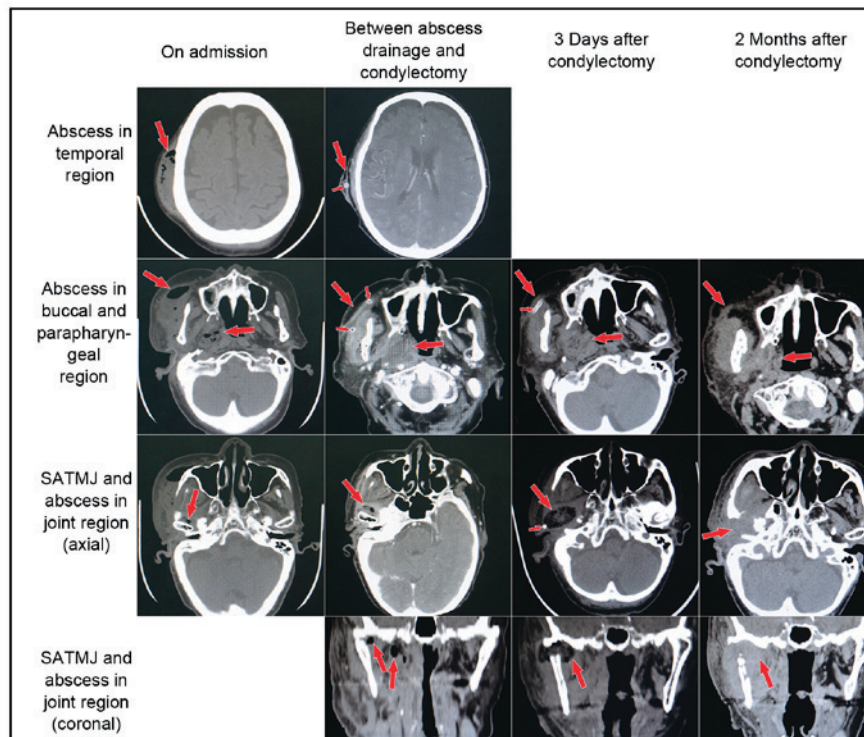 On admission
Between abscess
drainage and
condylectomy
3 Days after
condylectomy
2 Months after
condylectomy
Abscess in
temporal
region
Abscess in
buccal and
parapharyn-
geal
region
SATMJ and
abscess in
joint region
(axial)
SATMJ and
abscess in
joint region
(coronal)